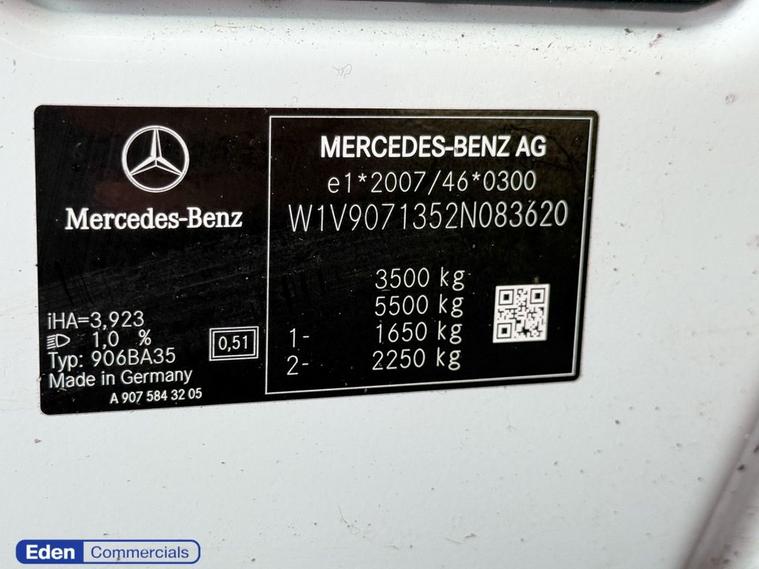 Mercedes-Benz
iHA=3,923
1,0 %
Typ: 906BA35
Made in Germany
A 907 584 32 05
0,51
MERCEDES-BENZ AG
e1*2007/46*0300
W1V9071352N083620
3500 kg
5500 kg
1- 1650 kg
2- 2250 kg
Eden Commercials